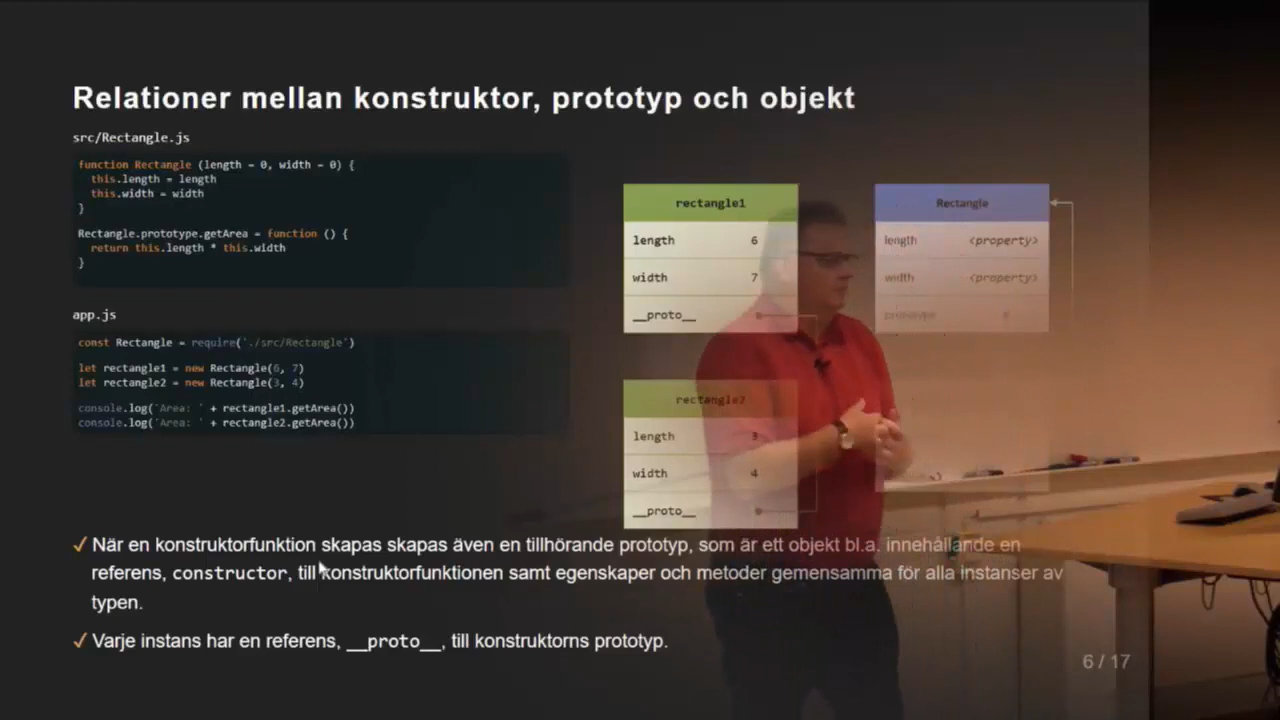 Relationer mellan konstruktor, prototyp och objekt
src/Rectangle.js
function Rectangle (length = 0, width = 0) {
this.length = length
this.width = width
}
Rectangle.prototype.getArea = function () {
return this.length * this.width
}
app.js
const Rectangle = require('./src/Rectangle')
let rectangle1 = new Rectangle(6, 7)
let rectangle2 = new Rectangle(3, 4)
console.log('Area: ' + rectangle1.getArea())
console.log('Area: ' + rectangle2.getArea())
rectangle1
length 6
width 7
__proto__
Rectangle
length <property>
width <property>
prototype
rectangle2
length 3
width 4
__proto__
✓ När en konstruktorfunktion skapas skapas även en tillhörande prototyp, som är ett objekt bl.a. innehållande en
referens, constructor, till konstruktorfunktionen samt egenskaper och metoder gemensamma för alla instanser av
typen.
✓ Varje instans har en referens, __proto__, till konstruktorns prototyp.
6 / 17